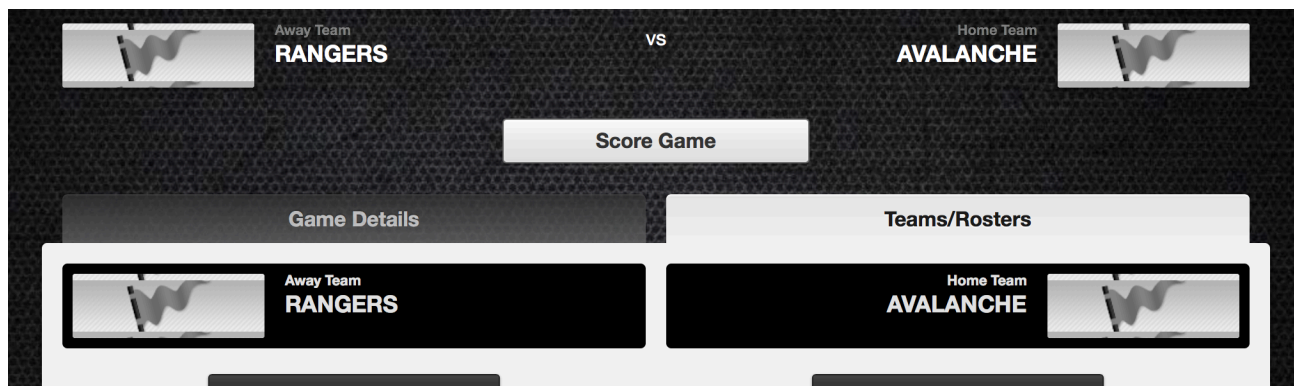 Away Team
RANGERS
VS
Home Team
AVALANCHE
Score Game
Game Details
Teams/Rosters
Away Team
RANGERS
Home Team
AVALANCHE